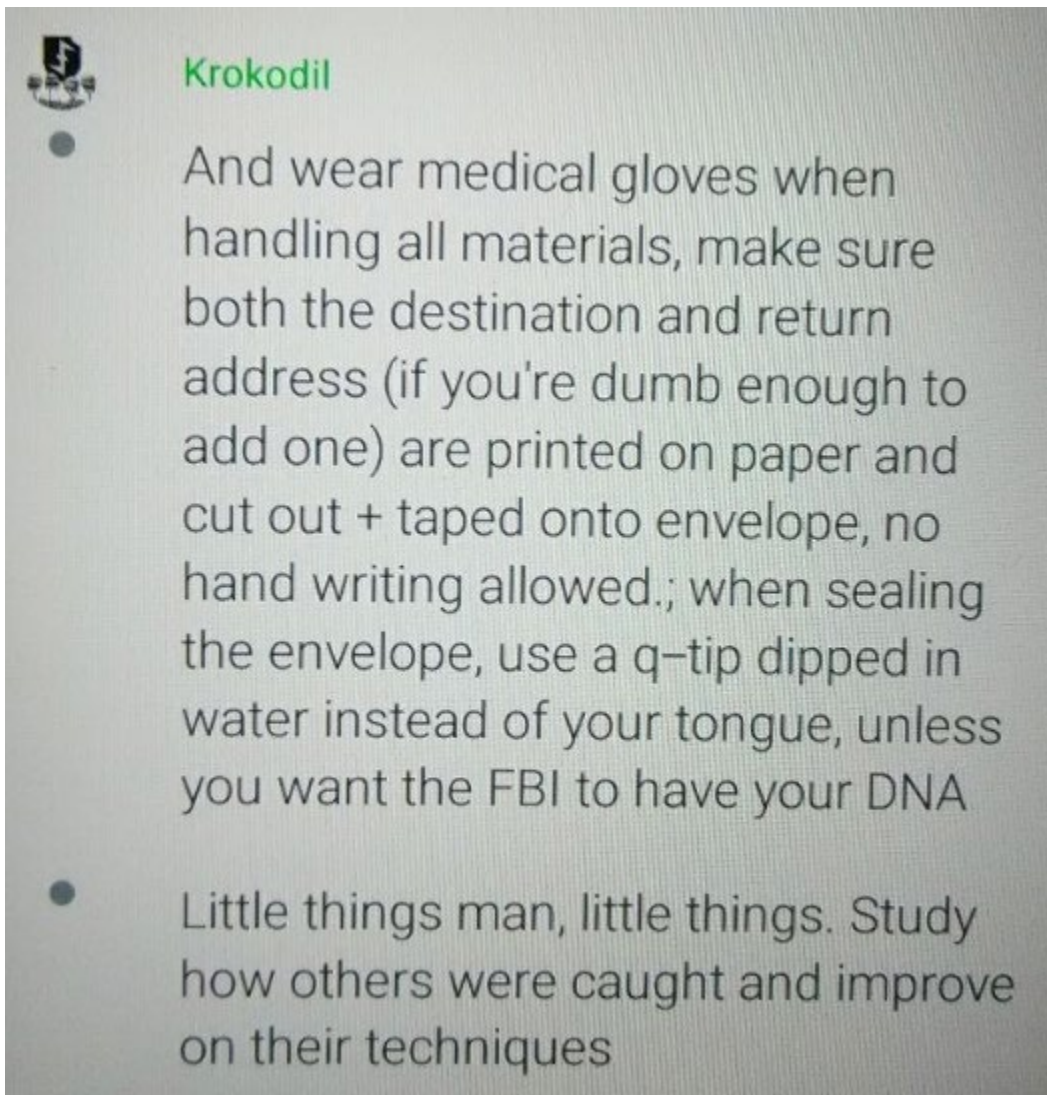 Krokodil
And wear medical gloves when
handling all materials, make sure
both the destination and return
address (if you're dumb enough to
add one) are printed on paper and
cut out + taped onto envelope, no
hand writing allowed.; when sealing
the envelope, use a q-tip dipped in
water instead of your tongue, unless
you want the FBI to have your DNA
Little things man, little things. Study
how others were caught and improve
on their techniques